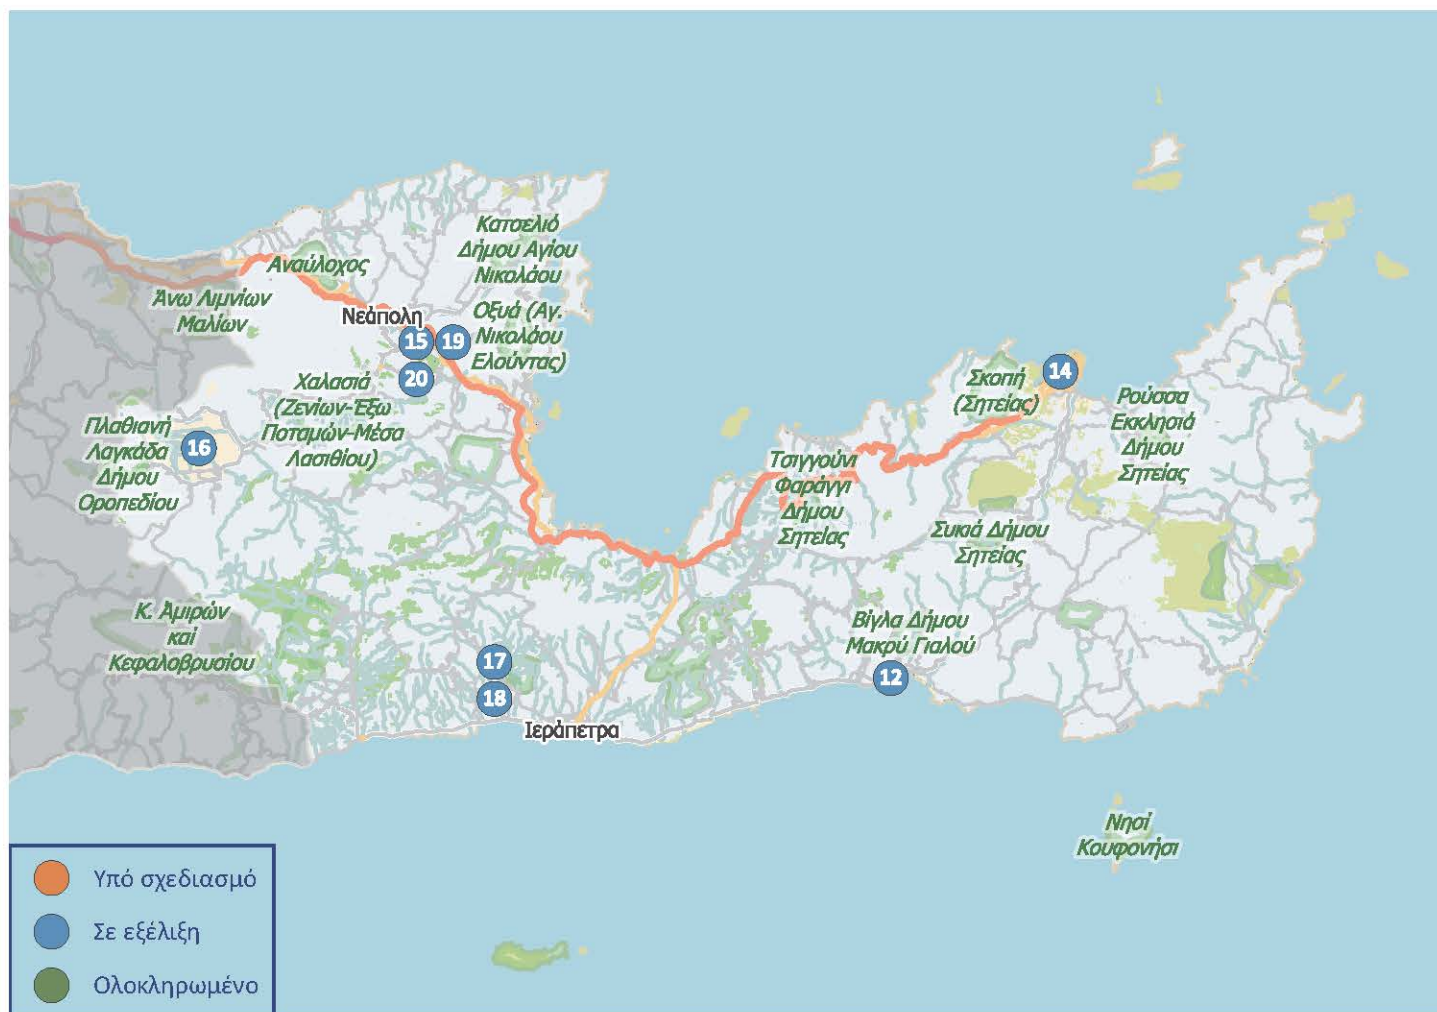 Κατσελιό
Δήμου Αγίου
Νικολάου
Αναύλοχος
Άνω Λιμνίων
Μαλίων
Νεάπολη
Οξυά (Αγ.
Νικολάου
Ελούντας)
15
19
20
Χαλασιά
(Ζενίων-Έξω
Ποταμών-Μέσα
Λασιθίου)
Πλαθιανή
Λαγκάδα
Δήμου
Οροπεδίου
16
Σκοπή
(Σητείας)
14
Ρούσσα
Εκκλησιά
Δήμου
Σητείας
Τσιγγούνι
Φαράγγι
Δήμου
Σητείας
Συκιά Δήμου
Σητείας
Κ. Αμιρών
και
Κεφαλοβρυσίου
Βίγλα Δήμου
Μακρύ Γιαλού
12
17
18
Ιεράπετρα
Νησί
Κουφονήσι
Υπό σχεδιασμό
Σε εξέλιξη
Ολοκληρωμένο